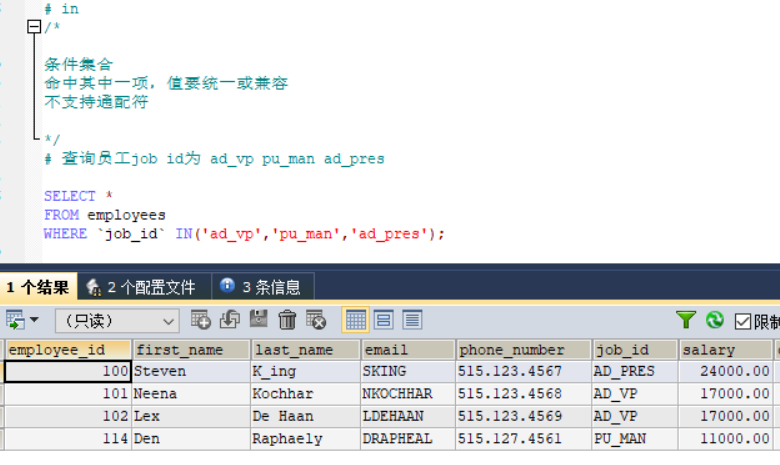 # in
/*
条件集合
命中其中一项, 值要统一或兼容
不支持通配符
*/
# 查询员工job id为 ad_vp pu_man ad_pres
SELECT *
FROM employees
WHERE `job_id` IN('ad_vp','pu_man','ad_pres');
1 个结果 2 个配置文件 3 条信息
(只读) 限制
employee_id first_name last_name email phone_number job_id salary
100 Steven K_ing SKING 515.123.4567 AD_PRES 24000.00
101 Neena Kochhar NKOCHHAR 515.123.4568 AD_VP 17000.00
102 Lex De Haan LDEHAAN 515.123.4569 AD_VP 17000.00
114 Den Raphaely DRAPHEAL 515.127.4561 PU_MAN 11000.00